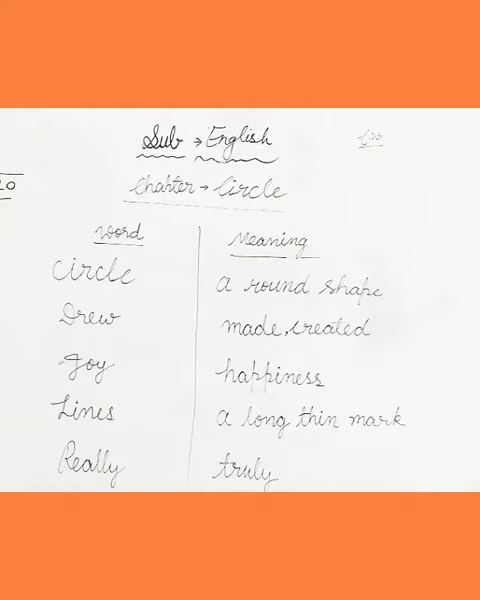 Sub → English
20
Chapter → Circle
Word Meaning
Circle a round shape
Drew made, created
Joy happiness
Lines a long thin mark
Really truly